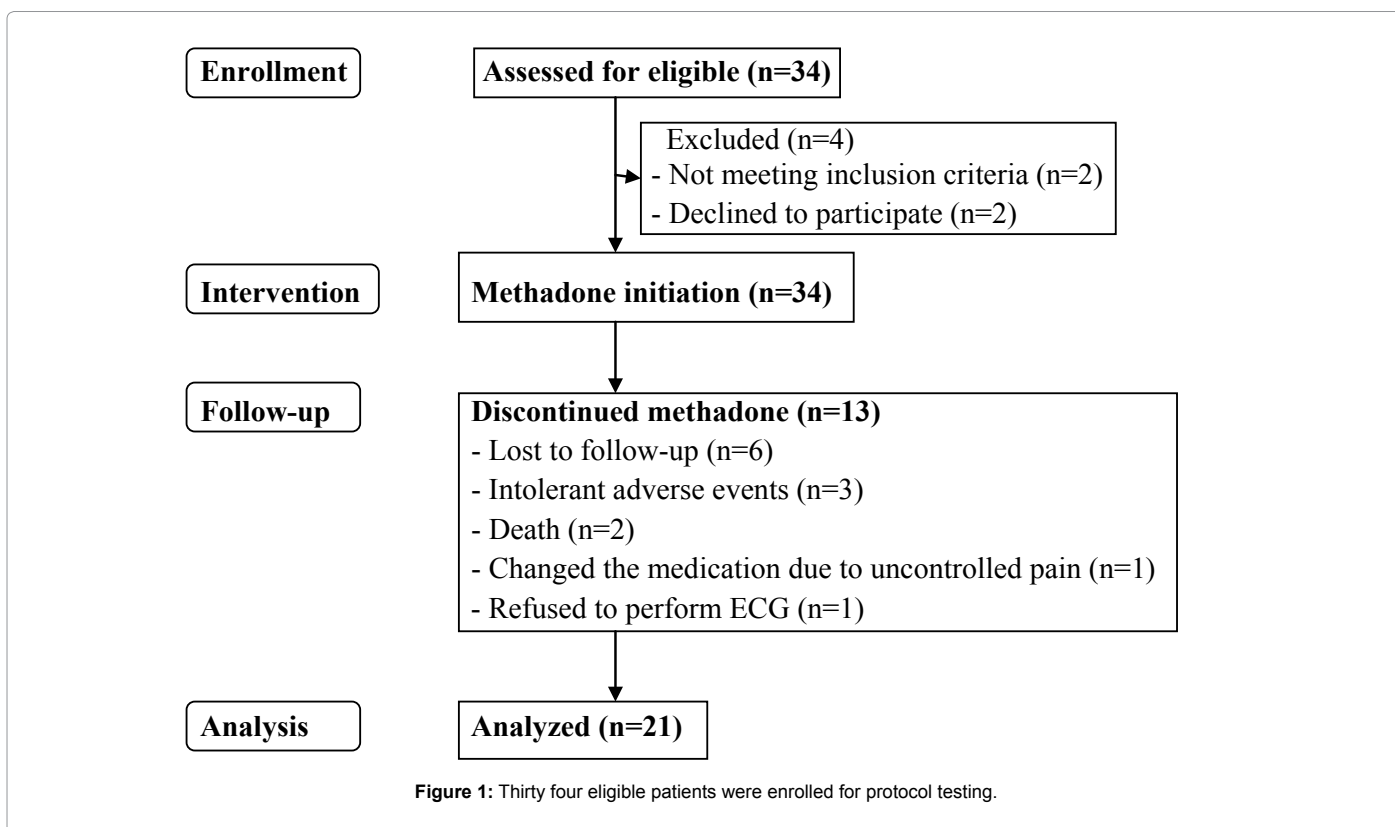 Enrollment
Assessed for eligible (n=34)
Excluded (n=4)
- Not meeting inclusion criteria (n=2)
- Declined to participate (n=2)
Intervention
Methadone initiation (n=34)
Follow-up
Discontinued methadone (n=13)
- Lost to follow-up (n=6)
- Intolerant adverse events (n=3)
- Death (n=2)
- Changed the medication due to uncontrolled pain (n=1)
- Refused to perform ECG (n=1)
Analysis
Analyzed (n=21)
Figure 1: Thirty four eligible patients were enrolled for protocol testing.